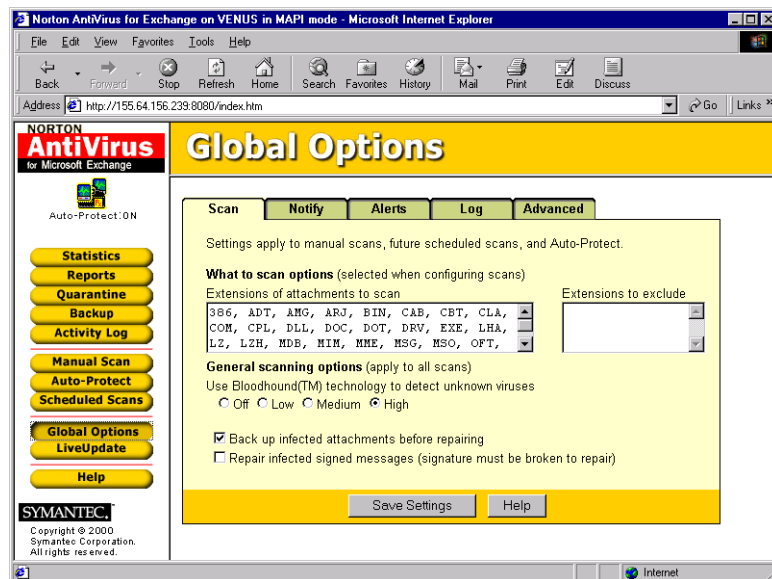 Norton AntiVirus for Exchange on VENUS in MAPI mode - Microsoft Internet Explorer
File Edit View Favorites Tools Help
Back Forward Stop Refresh Home Search Favorites History Mail Print Edit Discuss
Address http://155.64.156.239:8080/index.htm Go Links »
NORTON
AntiVirus
for Microsoft Exchange
Auto-Protect:ON
Statistics
Reports
Quarantine
Backup
Activity Log
Manual Scan
Auto-Protect
Scheduled Scans
Global Options
LiveUpdate
Help
SYMANTEC.
Copyright © 2000
Symantec Corporation.
All rights reserved.
Global Options
Scan Notify Alerts Log Advanced
Settings apply to manual scans, future scheduled scans, and Auto-Protect.
What to scan options (selected when configuring scans)
Extensions of attachments to scan Extensions to exclude
386, ADT, AMG, ARJ, BIN, CAB, CBT, CLA,
COM, CPL, DLL, DOC, DOT, DRV, EXE, LHA,
LZ, LZH, MDB, MIM, MME, MSG, MSO, OFT,
General scanning options (apply to all scans)
Use Bloodhound(TM) technology to detect unknown viruses
Off Low Medium High
Back up infected attachments before repairing
Repair infected signed messages (signature must be broken to repair)
Save Settings Help
Internet